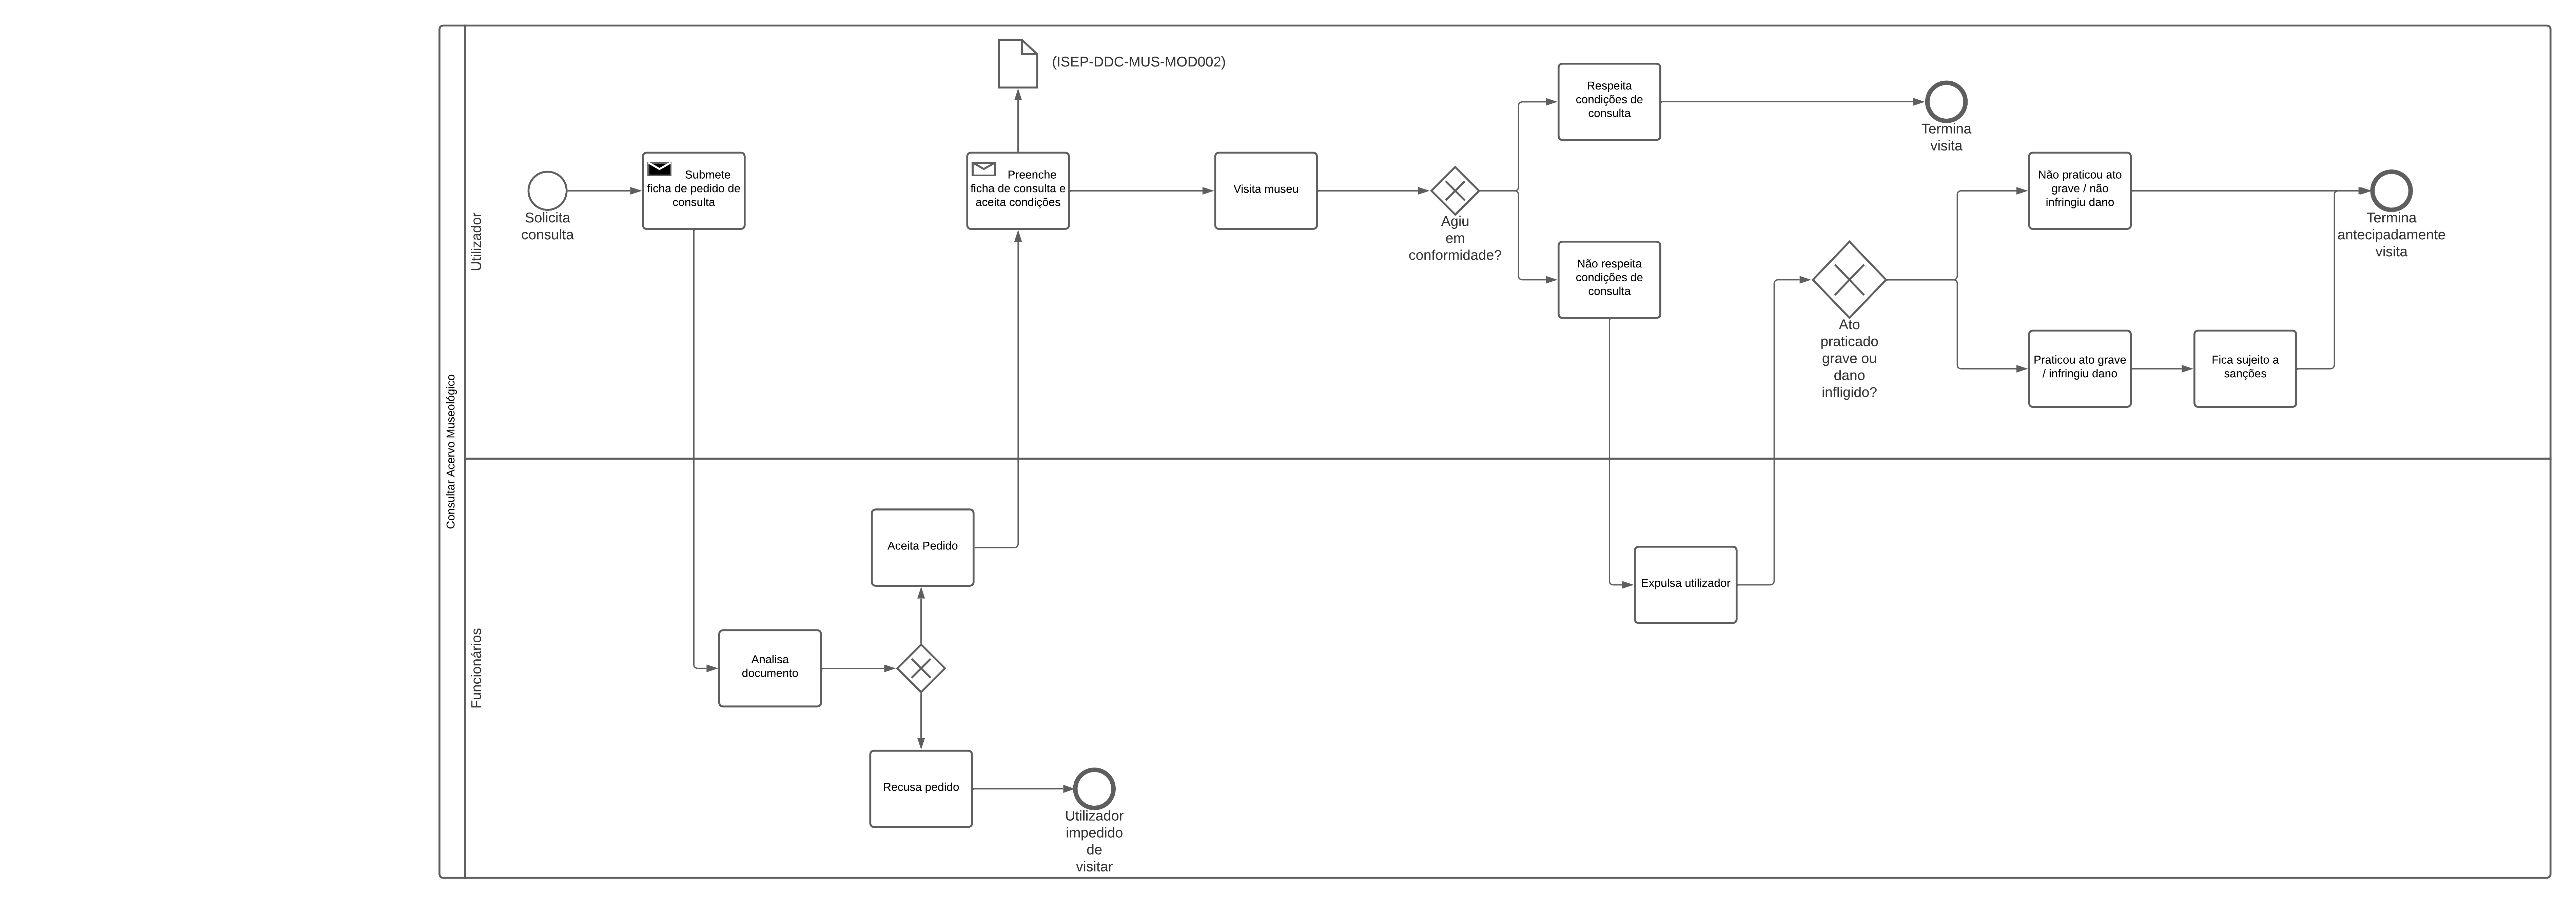 Consultar Acervo Museológico
Utilizador
Solicita
consulta
Submete
ficha de pedido de
consulta
(ISEP-DDC-MUS-MOD002)
Preenche
ficha de consulta e
aceita condições
Visita museu
Agiu
em
conformidade?
Respeita
condições de
consulta
Termina
visita
Não respeita
condições de
consulta
Ato
praticado
grave ou
dano
infligido?
Não praticou ato
grave / não
infringiu dano
Termina
antecipadamente
visita
Praticou ato grave
/ infringiu dano
Fica sujeito a
sanções
Funcionários
Analisa
documento
Aceita Pedido
Recusa pedido
Utilizador
impedido
de
visitar
Expulsa utilizador